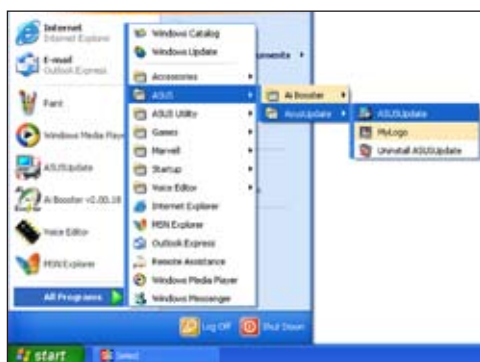 Internet
Internet Explorer
E-mail
Outlook Express
Paint
Windows Media Player
ASUSUpdate
Ai Booster v2.00.18
Voice Editor
MSN Explorer
All Programs
Windows Catalog
Windows Update
Accessories
ASUS
ASUS Utility
Games
Marvell
Startup
Voice Editor
Internet Explorer
MSN Explorer
Outlook Express
Remote Assistance
Windows Media Player
Windows Messenger
uments
Ai Booster
AsusUpdate
ASUSUpdate
MyLogo
Uninstall ASUSUpdate
Log Off
Shut Down
start